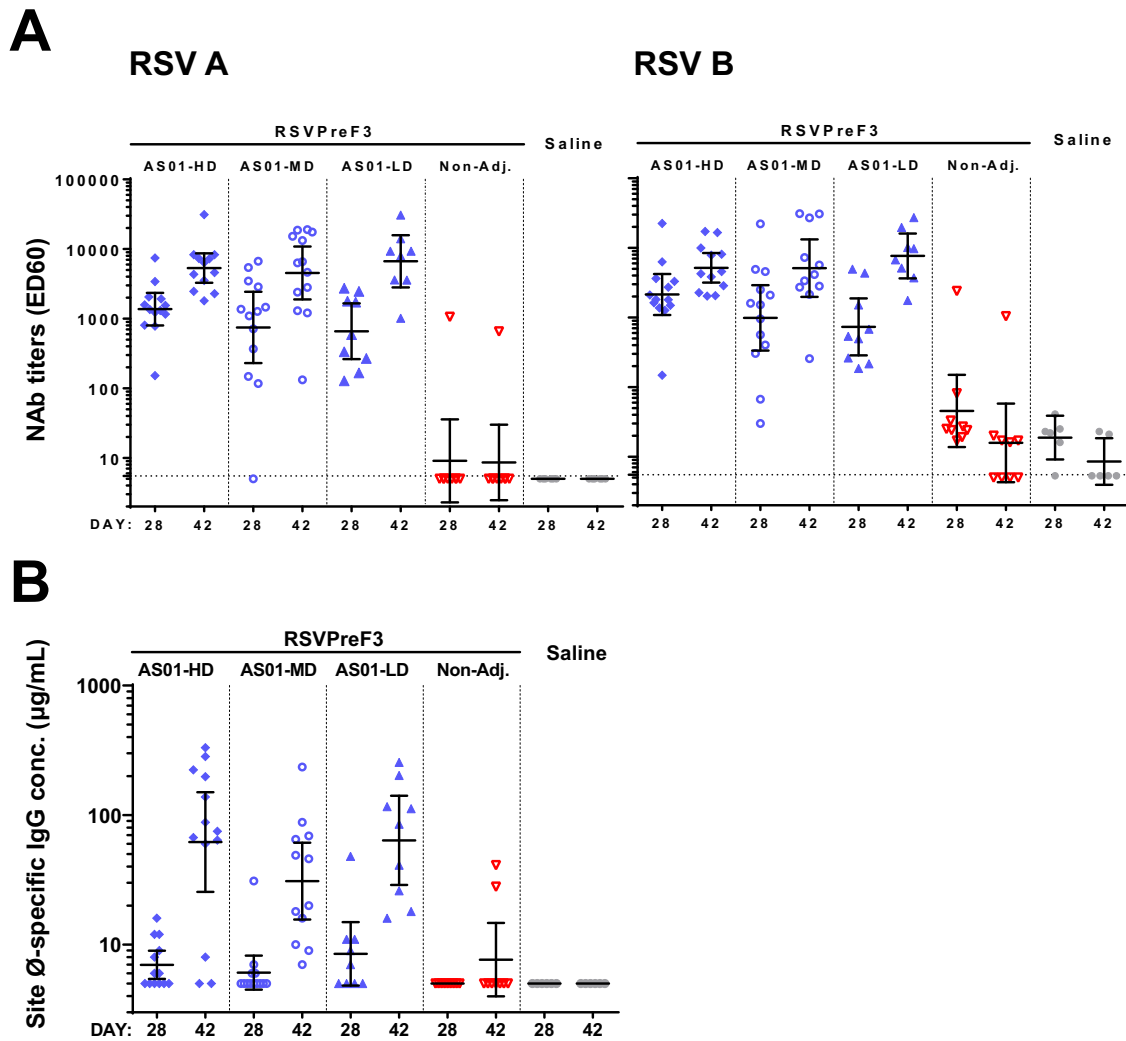 A
RSV A
RSV B
RSVPreF3
Saline
AS01-HD AS01-MD AS01-LD Non-Adj.
RSVPreF3
Saline
AS01-HD AS01-MD AS01-LD Non-Adj.
NAb titers (ED60)
100000
10000
1000
100
10
DAY: 28 42 28 42 28 42 28 42 28 42
28 42 28 42 28 42 28 42 28 42
B
RSVPreF3
Saline
AS01-HD AS01-MD AS01-LD Non-Adj.
Site Ø-specific IgG conc. (µg/mL)
1000
100
10
DAY: 28 42 28 42 28 42 28 42 28 42